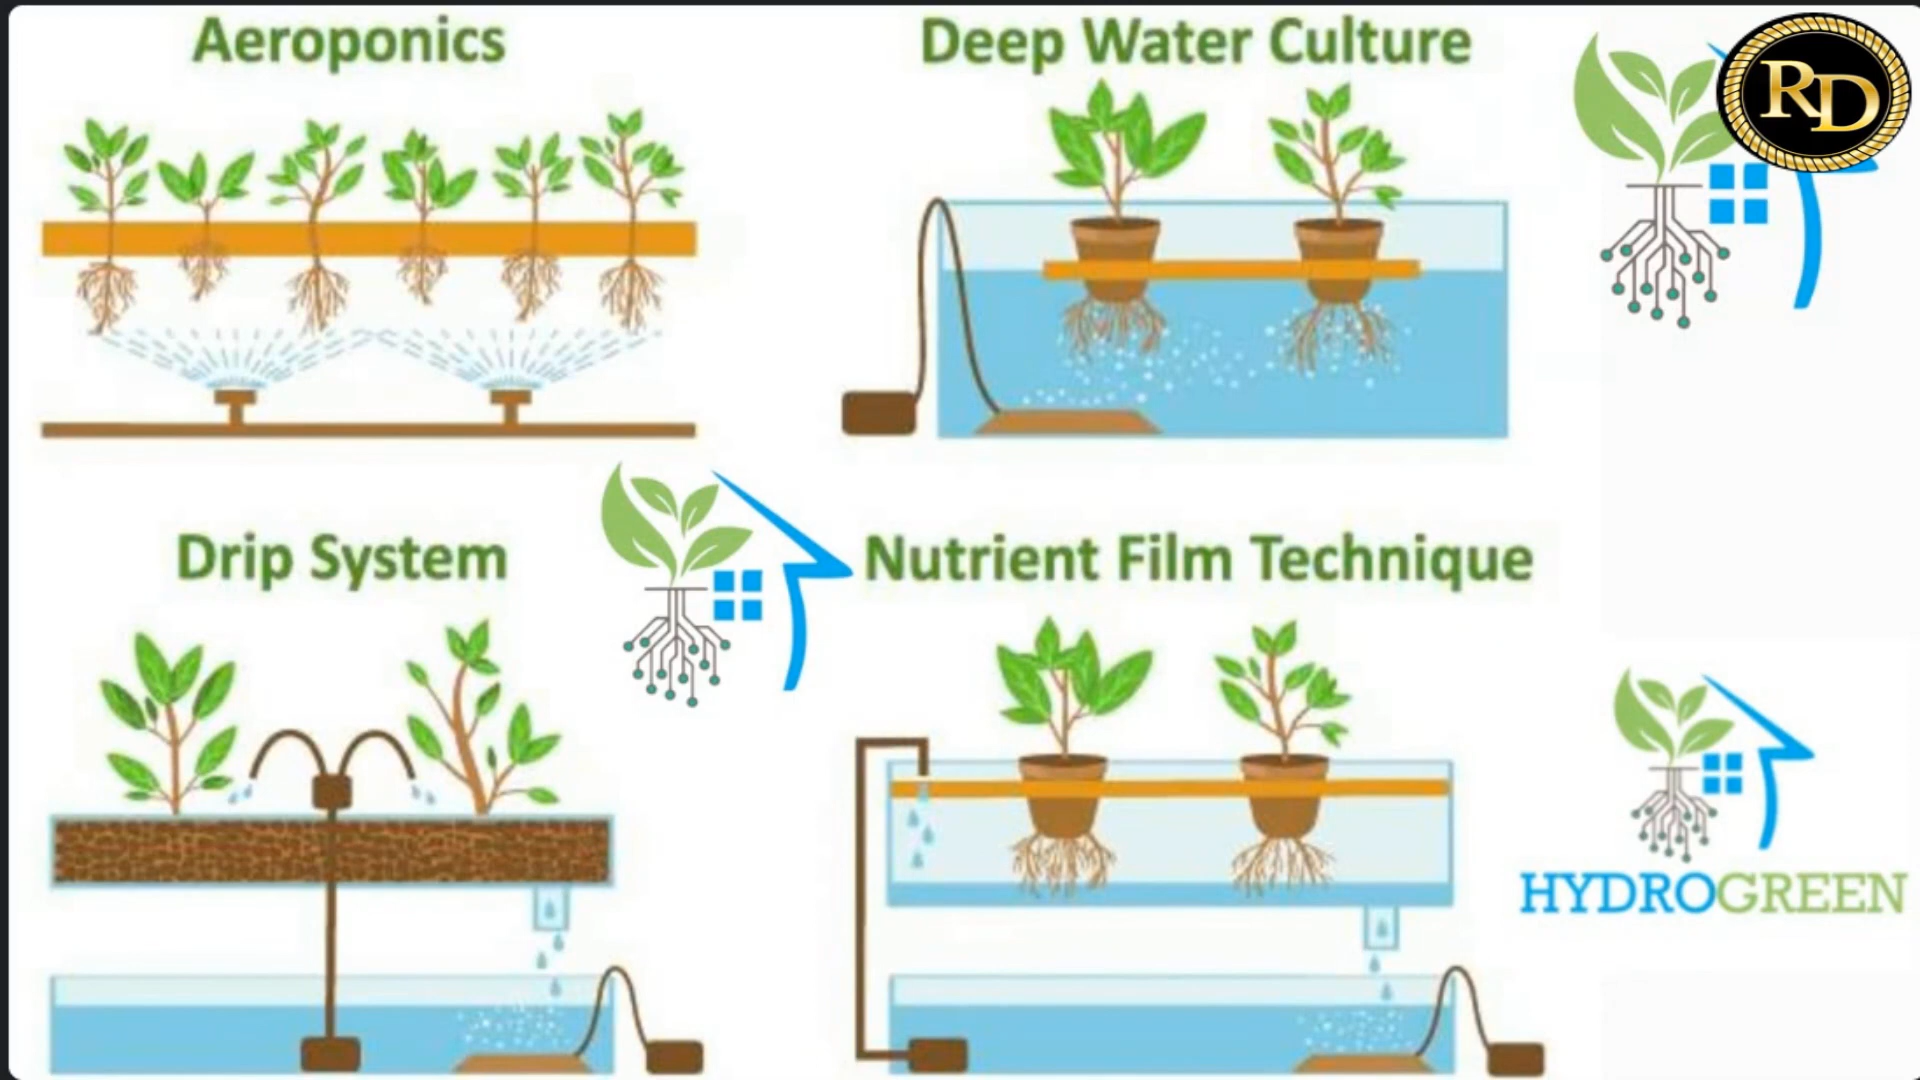 Aeroponics
Deep Water Culture
RD
Drip System
Nutrient Film Technique
HYDROGREEN